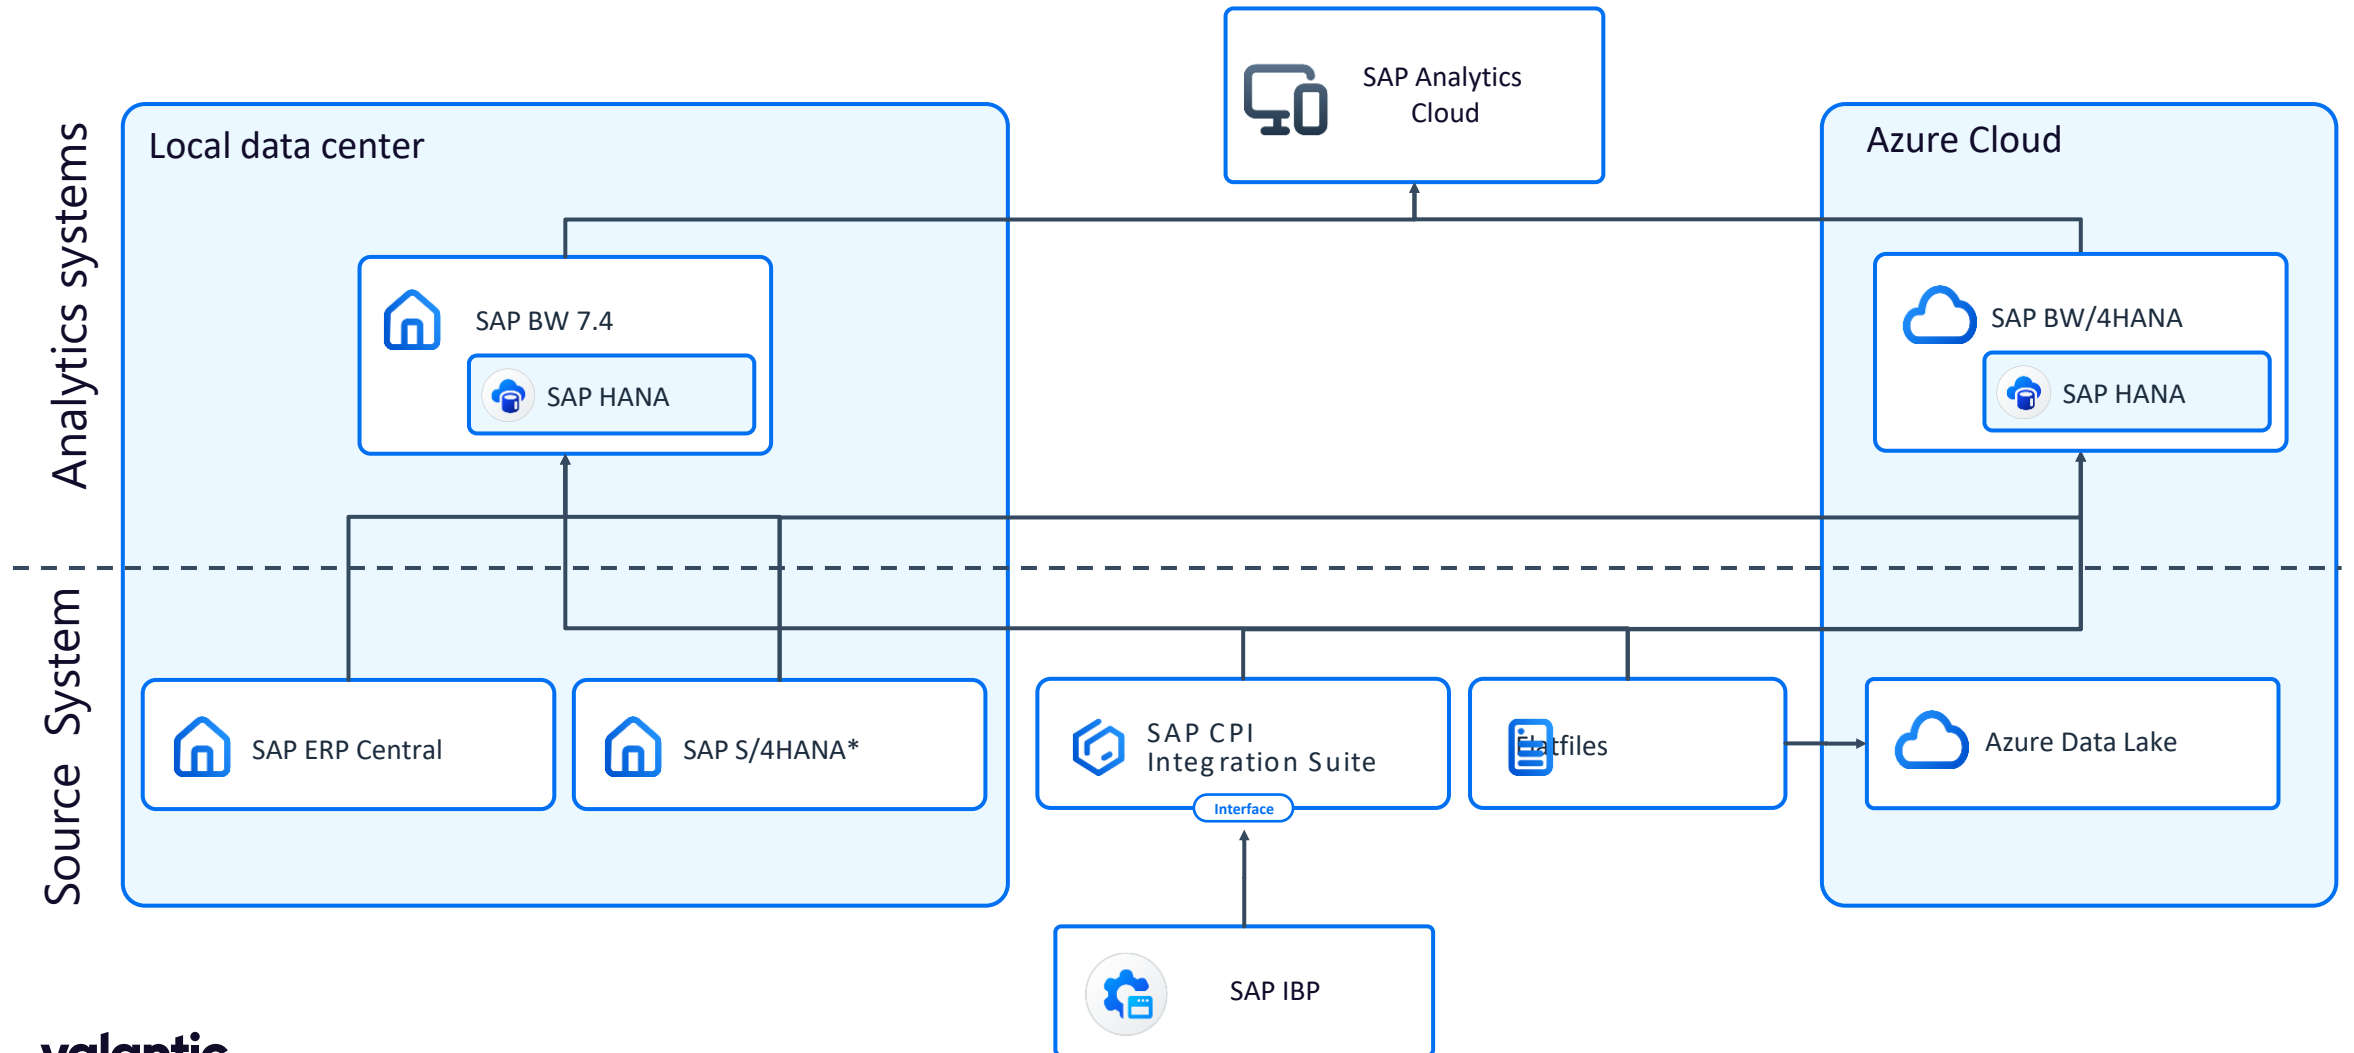 SAP Analytics
Cloud
Analytics systems
Local data center
Azure Cloud
SAP BW 7.4
SAP HANA
SAP BW/4HANA
SAP HANA
Source System
SAP ERP Central
SAP S/4HANA*
SAP CPI
Integration Suite
Interface
Flatfiles
Azure Data Lake
SAP IBP
valantic